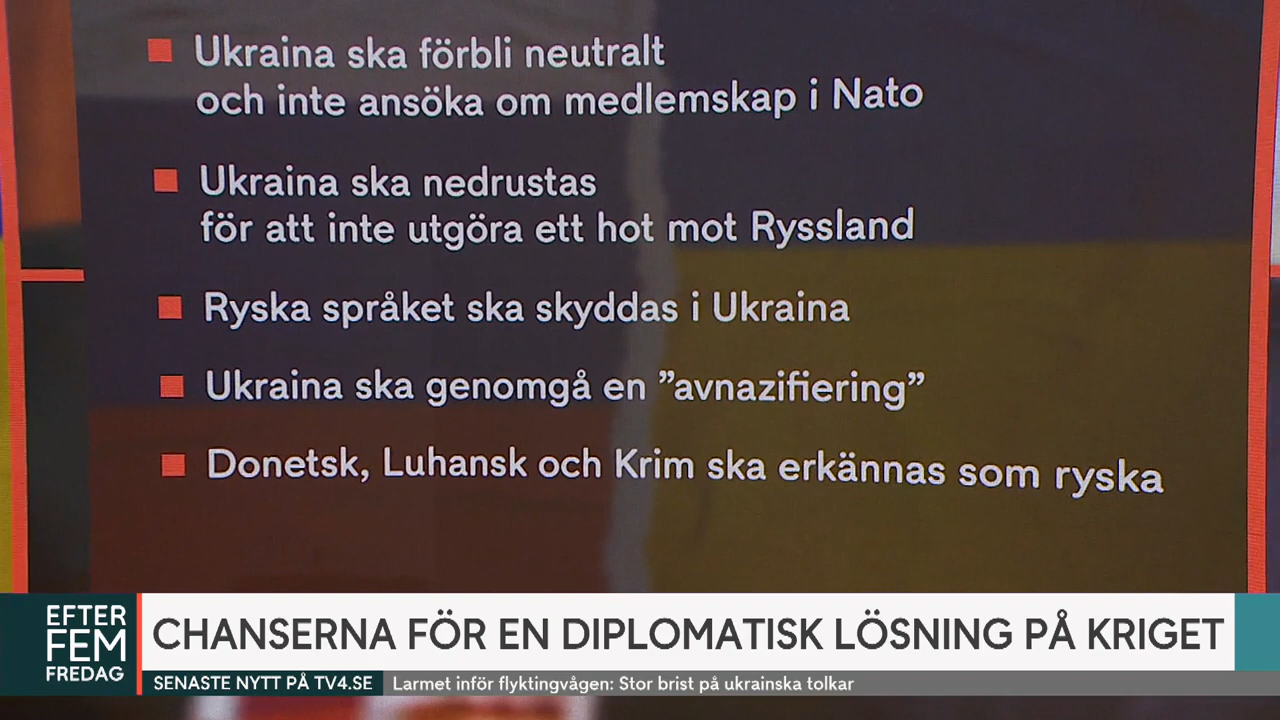 Ukraina ska förbli neutralt
och inte ansöka om medlemskap i Nato
Ukraina ska nedrustas
för att inte utgöra ett hot mot Ryssland
Ryska språket ska skyddas i Ukraina
Ukraina ska genomgå en ”avnazifiering”
Donetsk, Luhansk och Krim ska erkännas som ryska
EFTER
FEM
FREDAG
CHANSERNA FÖR EN DIPLOMATISK LÖSNING PÅ KRIGET
SENASTE NYTT PÅ TV4.SE Larmet inför flyktingvågen: Stor brist på ukrainska tolkar